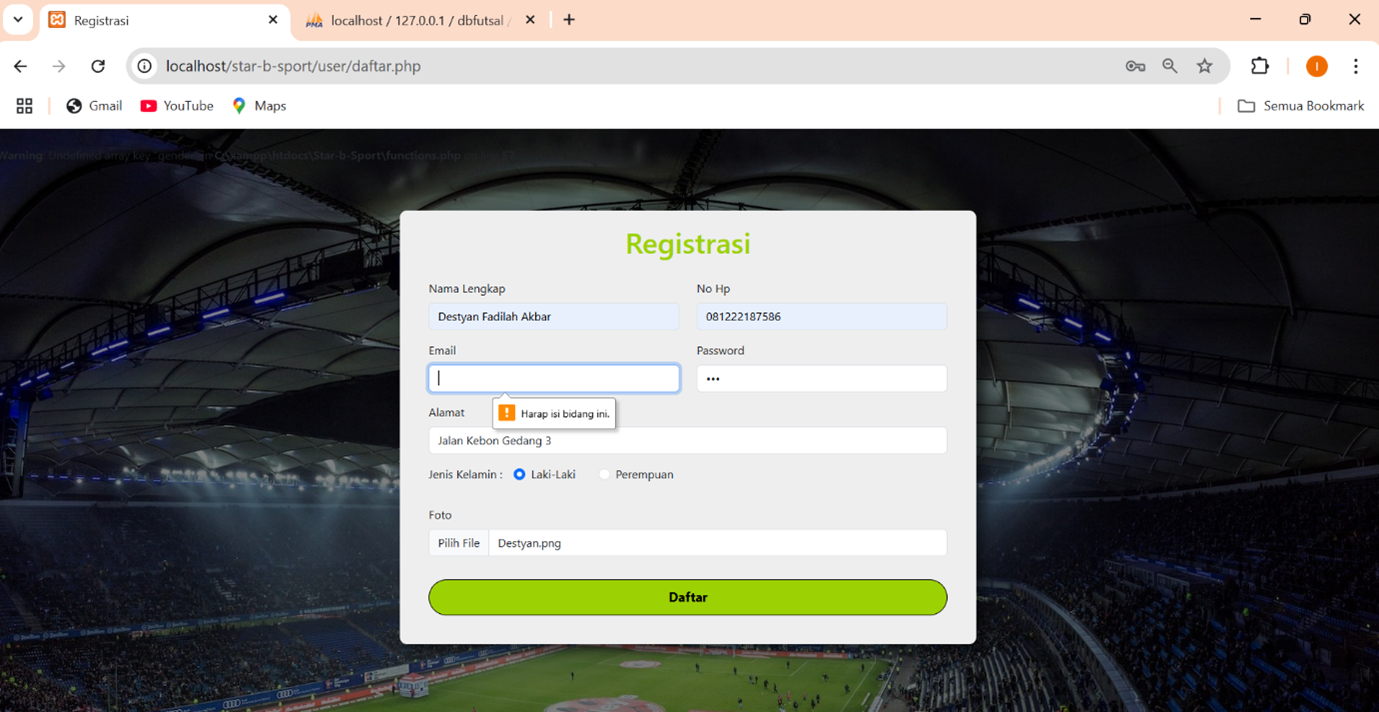 Registrasi
localhost / 127.0.0.1 / dbfutsal /
PMA
localhost/star-b-sport/user/daftar.php
I
Gmail
YouTube
Maps
Semua Bookmark
Warning: Undefined array key "gender" in C:\xampp\htdocs\Star-b-Sport\functions.php on line 57
Registrasi
Nama Lengkap
No Hp
Destyan Fadilah Akbar
081222187586
Email
Password
Alamat
Harap isi bidang ini.
Jalan Kebon Gedang 3
Jenis Kelamin :
Laki-Laki
Perempuan
Foto
Pilih File
Destyan.png
Daftar